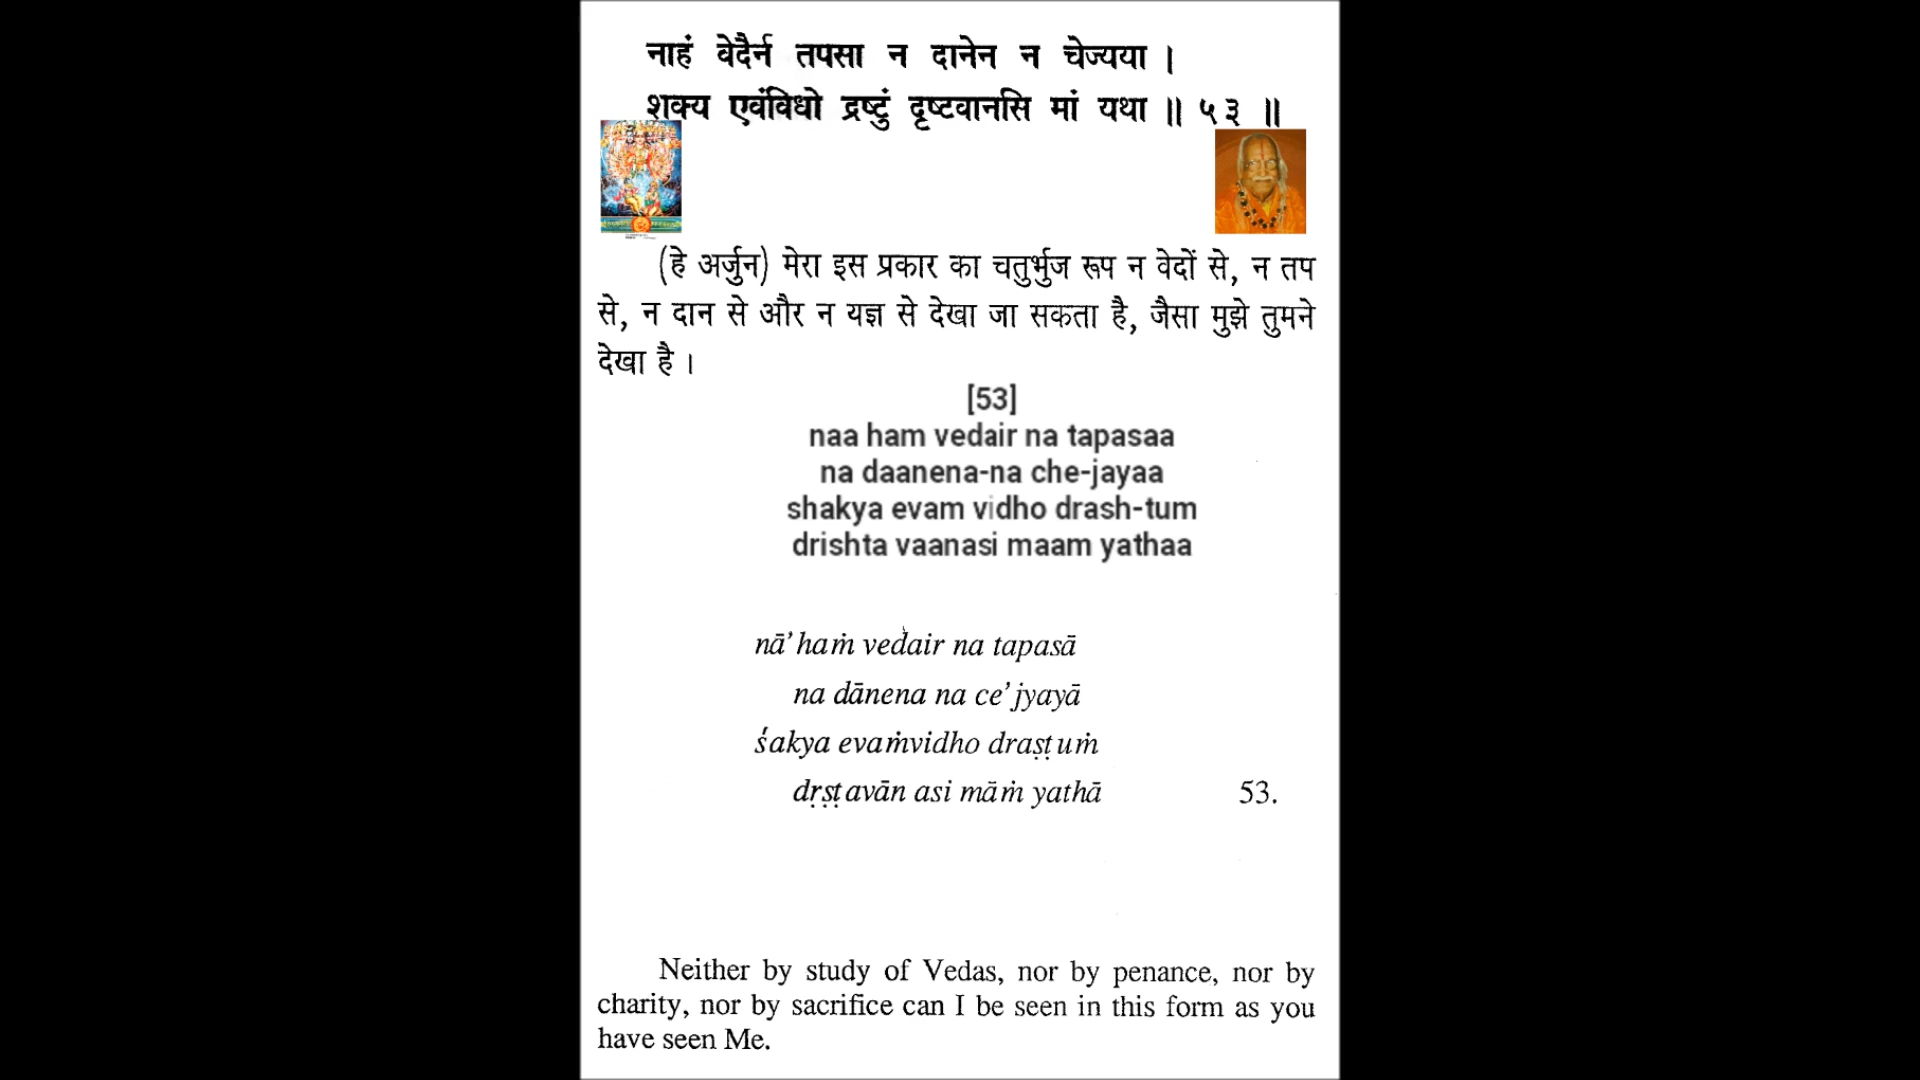 नाहं वेदैर्न तपसा न दानेन न चेज्यया ।
शक्य एवंविधो द्रष्टुं दृष्टवानसि मां यथा ॥ ५३ ॥
(हे अर्जुन) मेरा इस प्रकार का चतुर्भुज रूप न वेदों से, न तप
से, न दान से और न यज्ञ से देखा जा सकता है, जैसा मुझे तुमने
देखा है ।
[53]
naa ham vedair na tapasaa
na daanena-na che-jayaa
shakya evam vidho drash-tum
drishta vaanasi maam yathaa
nā’haṁ vedair na tapasā
na dānena na ce’jyayā
śakya evaṁvidho draṣṭuṁ
dṛṣṭavān asi māṁ yathā 53.
Neither by study of Vedas, nor by penance, nor by
charity, nor by sacrifice can I be seen in this form as you
have seen Me.